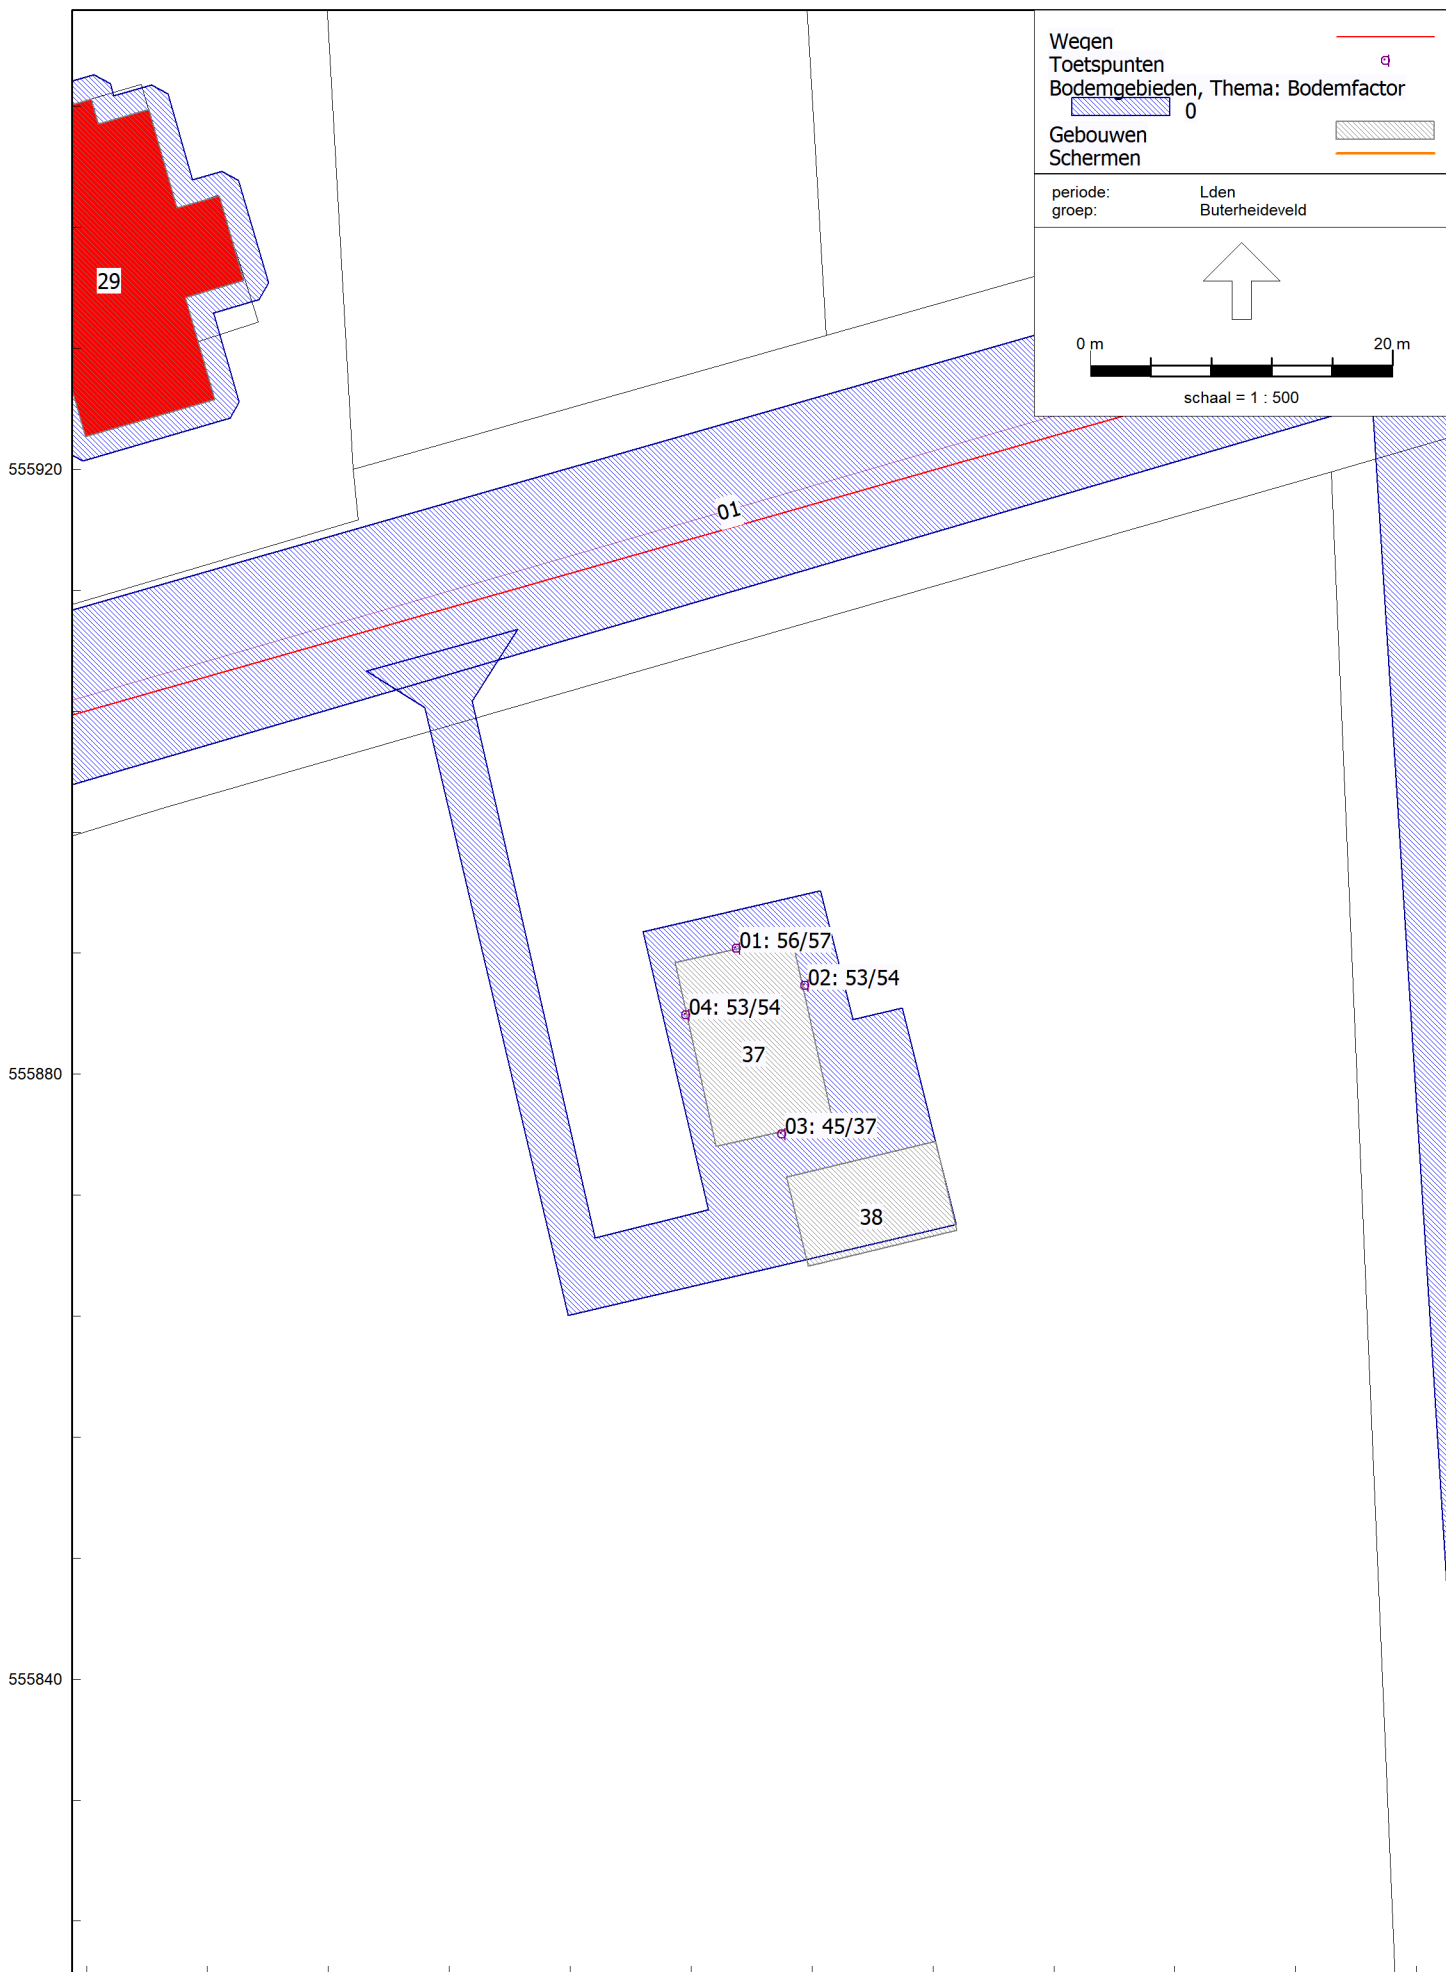 Wegen
Toetspunten
Bodemgebieden, Thema: Bodemfactor
0
Gebouwen
Schermen
periode: Lden
groep: Buterheideveld
0 m 20 m
schaal = 1 : 500
29
555920
01
01: 56/57
02: 53/54
04: 53/54
37
555880
03: 45/37
38
555840